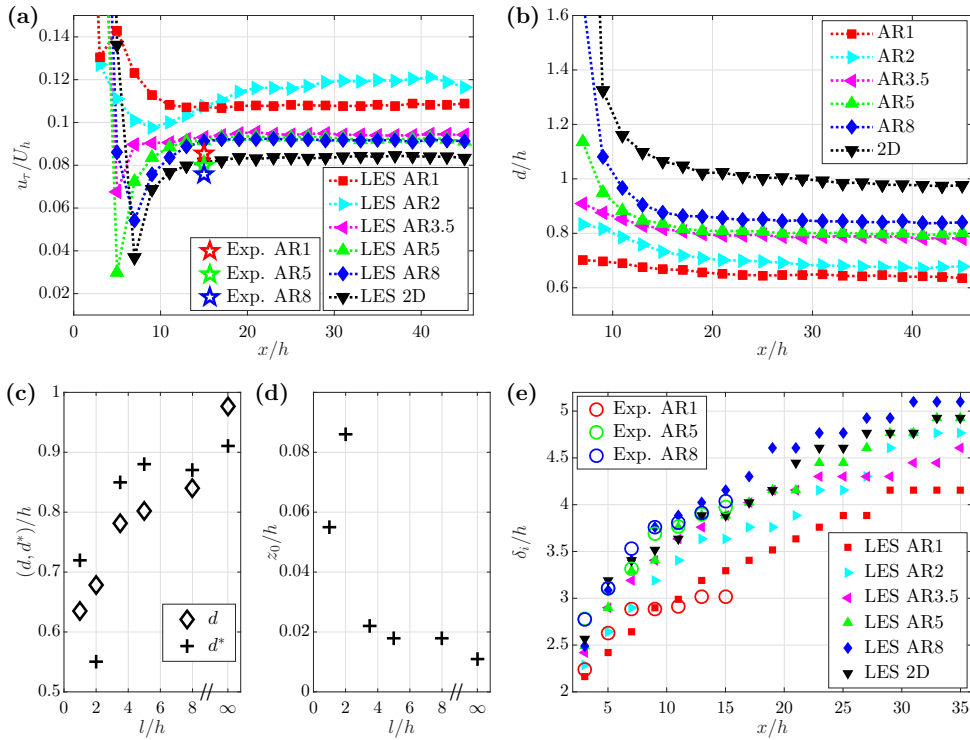 (a)
0.14
0.12
0.1
0.08
0.06
0.04
0.02
u_τ/U_h
0 10 20 30 40
x/h
Exp. AR1
Exp. AR5
Exp. AR8
LES AR1
LES AR2
LES AR3.5
LES AR5
LES AR8
LES 2D
(b)
1.6
1.4
1.2
1
0.8
0.6
d/h
10 20 30 40
x/h
AR1
AR2
AR3.5
AR5
AR8
2D
(c)
1
0.9
0.8
0.7
0.6
0.5
(d, d*)/h
0 2 4 6 8 // ∞
l/h
d
d*
(d)
0.1
0.08
0.06
0.04
0.02
0
z_0/h
0 2 4 6 8 // ∞
l/h
(e)
5
4.5
4
3.5
3
2.5
2
δ_i/h
5 10 15 20 25 30 35
x/h
Exp. AR1
Exp. AR5
Exp. AR8
LES AR1
LES AR2
LES AR3.5
LES AR5
LES AR8
LES 2D